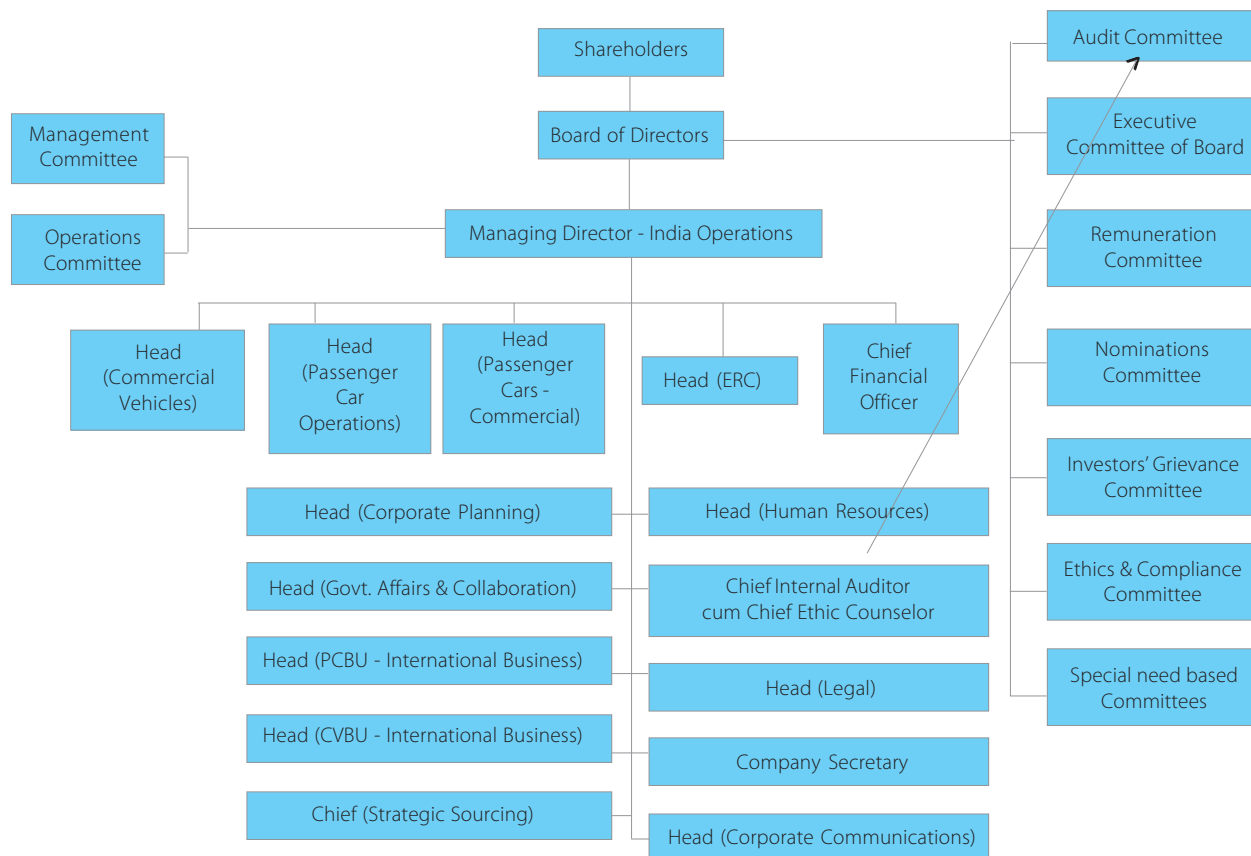 Shareholders
Board of Directors
Managing Director - India Operations
Management
Committee
Operations
Committee
Head
(Commercial
Vehicles)
Head
(Passenger
Car
Operations)
Head
(Passenger
Cars -
Commercial)
Head (ERC)
Chief
Financial
Officer
Head (Corporate Planning)
Head (Govt. Affairs & Collaboration)
Head (PCBU - International Business)
Head (CVBU - International Business)
Chief (Strategic Sourcing)
Head (Human Resources)
Chief Internal Auditor
cum Chief Ethic Counselor
Head (Legal)
Company Secretary
Head (Corporate Communications)
Audit Committee
Executive
Committee of Board
Remuneration
Committee
Nominations
Committee
Investors’ Grievance
Committee
Ethics & Compliance
Committee
Special need based
Committees